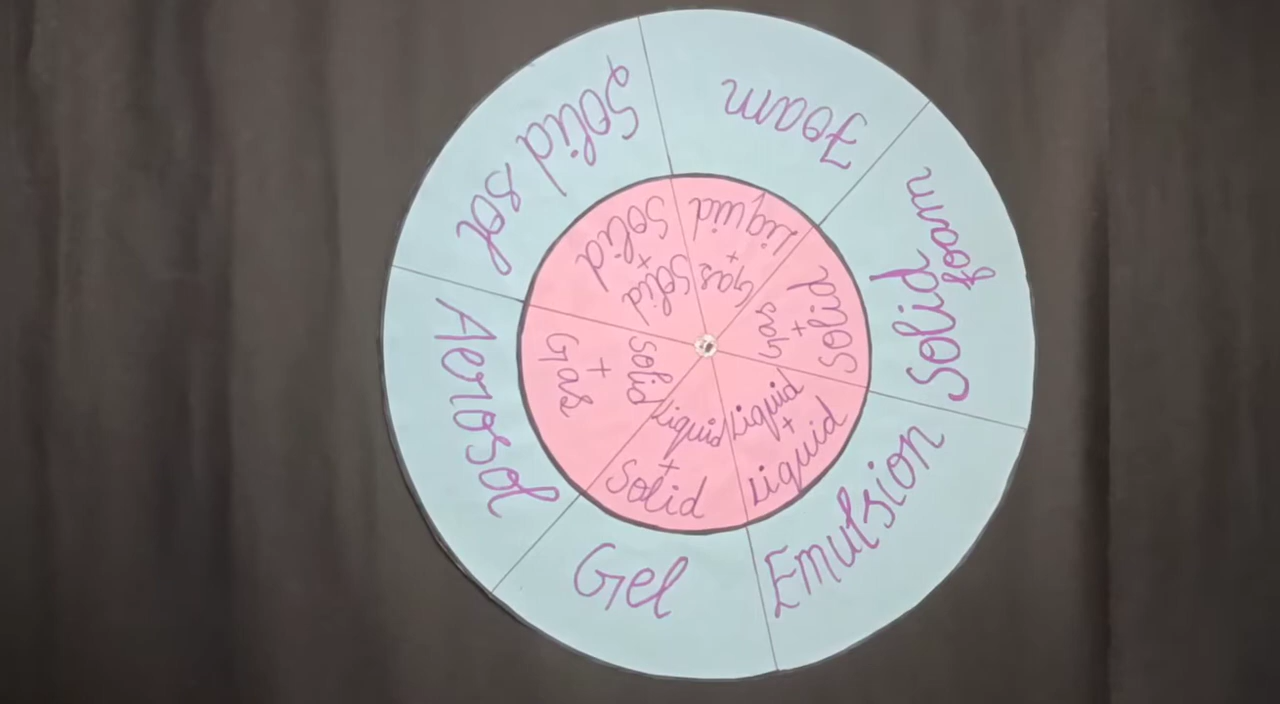 Foam
Liquid
+
Gas
Solid
foam
Solid
+
Gas
Emulsion
Liquid
+
Liquid
Gel
Liquid
+
Solid
Aerosol
Solid
+
Gas
Solid sol
Solid
+
Solid